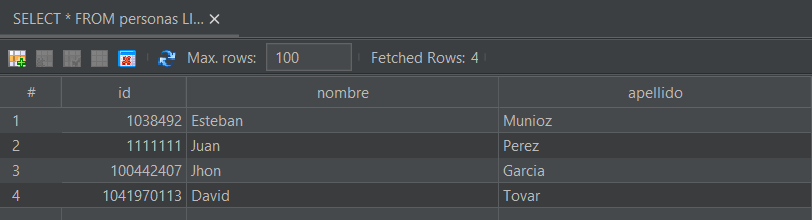 SELECT * FROM personas LI... ×
Max. rows: 100 Fetched Rows: 4
# id nombre apellido
1 1038492 Esteban Munioz
2 1111111 Juan Perez
3 100442407 Jhon Garcia
4 1041970113 David Tovar